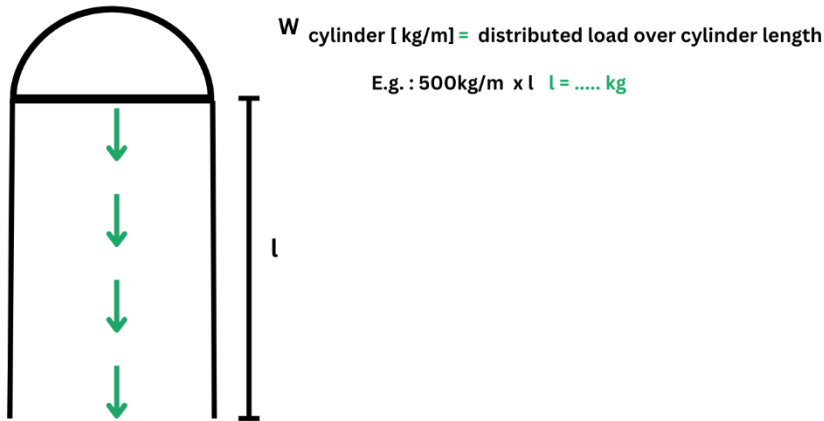 W cylinder [ kg/m] = distributed load over cylinder length
E.g. : 500kg/m x l l = ..... kg
l